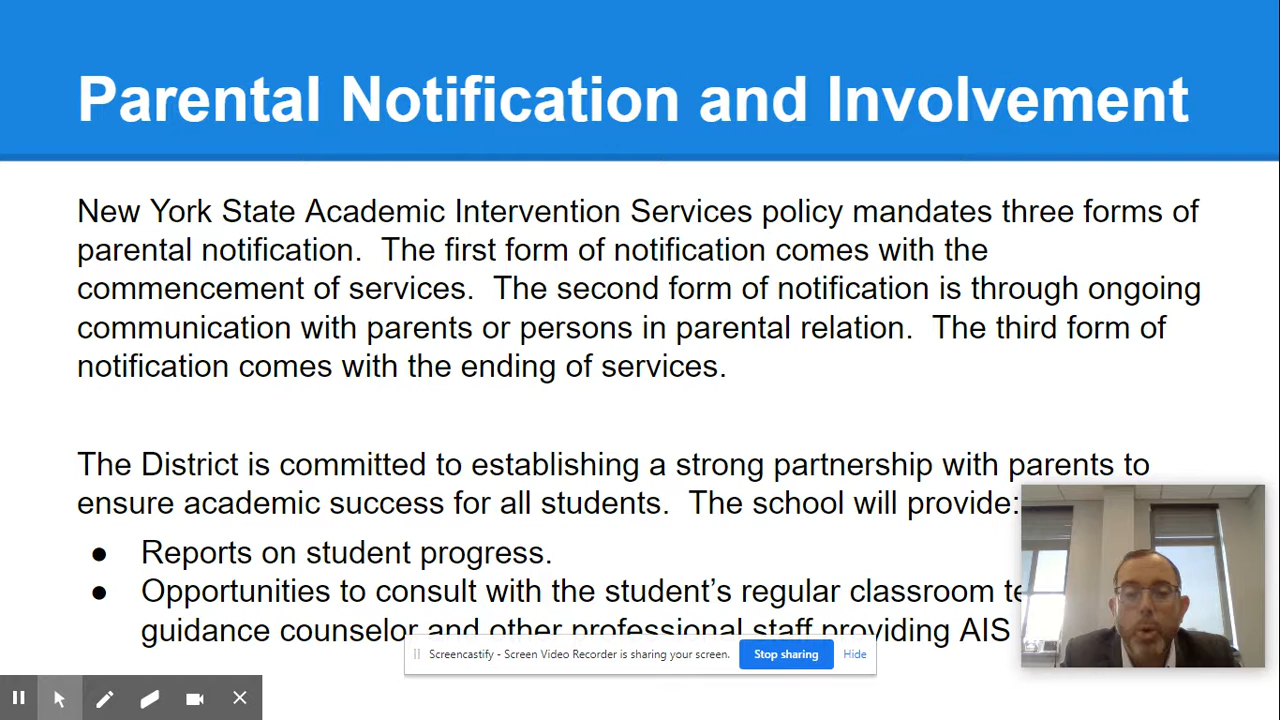 Parental Notification and Involvement
New York State Academic Intervention Services policy mandates three forms of
parental notification.  The first form of notification comes with the
commencement of services.  The second form of notification is through ongoing
communication with parents or persons in parental relation.  The third form of
notification comes with the ending of services.
The District is committed to establishing a strong partnership with parents to
ensure academic success for all students.  The school will provide:
● Reports on student progress.
● Opportunities to consult with the student’s regular classroom
guidance counselor and other professional staff providing AIS
Screencastify - Screen Video Recorder is sharing your screen. Stop sharing Hide